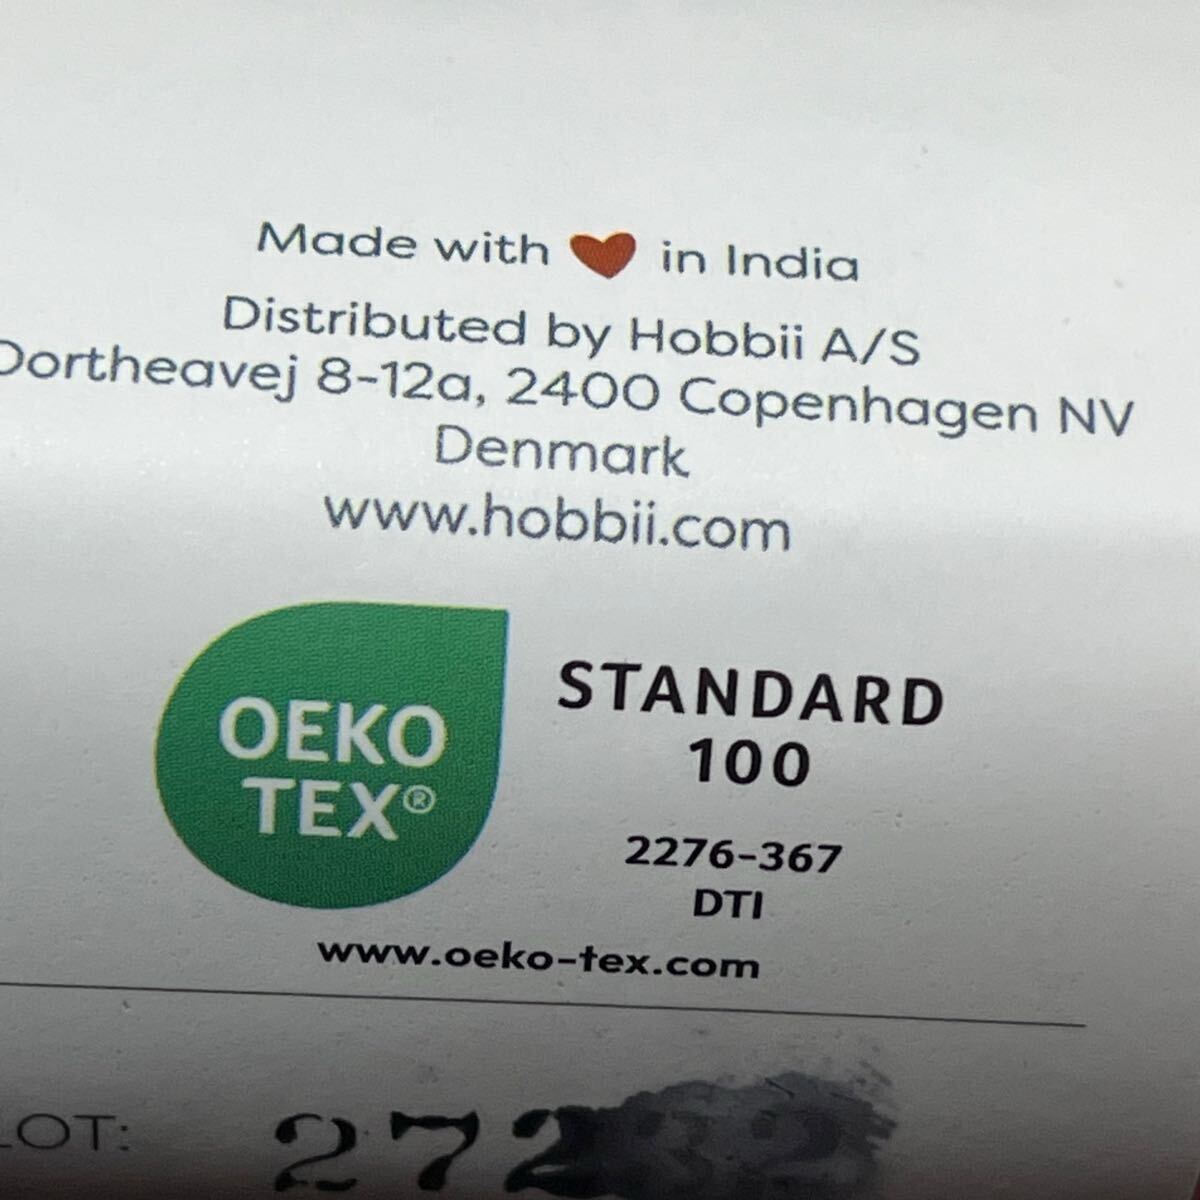 Made with ❤ in India
Distributed by Hobbii A/S
Dortheavej 8-12a, 2400 Copenhagen NV
Denmark
www.hobbii.com
OEKO
TEX®
STANDARD
100
2276-367
DTI
www.oeko-tex.com
LOT: